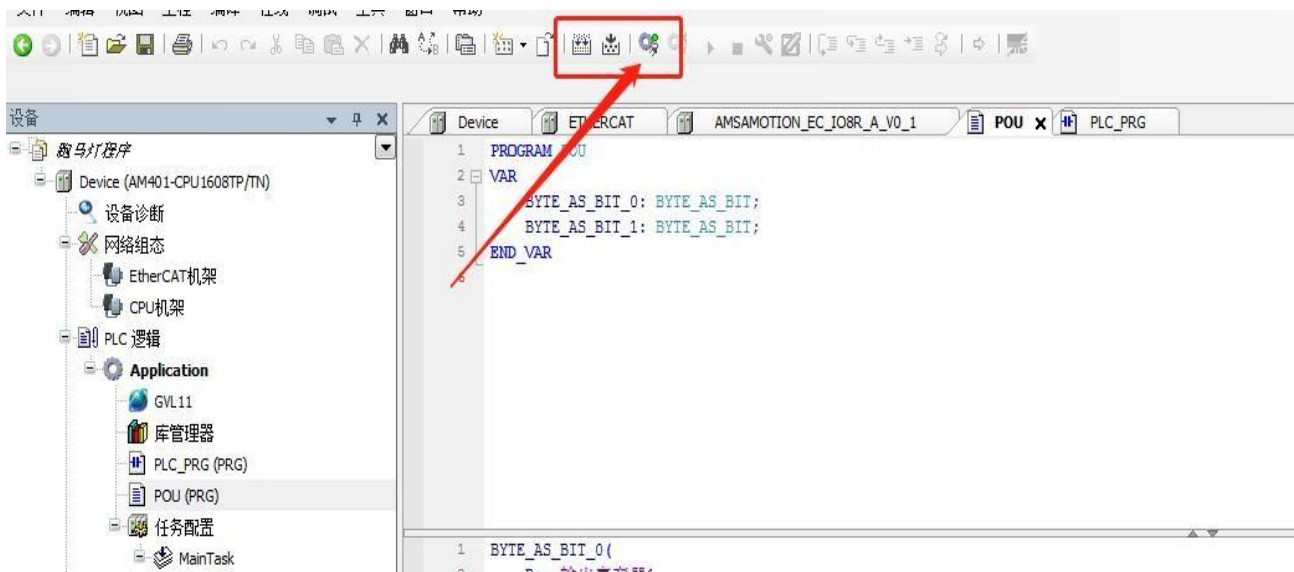 设备
跑马灯程序
Device (AM401-CPU1608TP/TN)
设备诊断
网络组态
EtherCAT机架
CPU机架
PLC 逻辑
Application
GVL11
库管理器
PLC_PRG (PRG)
POU (PRG)
任务配置
MainTask
Device
AMSAMOTION_EC_IO8R_A_V0_1
POU
PLC_PRG
1 PROGRAM
2 VAR
3 BYTE_AS_BIT_0: BYTE_AS_BIT;
4 BYTE_AS_BIT_1: BYTE_AS_BIT;
5 END_VAR
6
1 BYTE_AS_BIT_0(